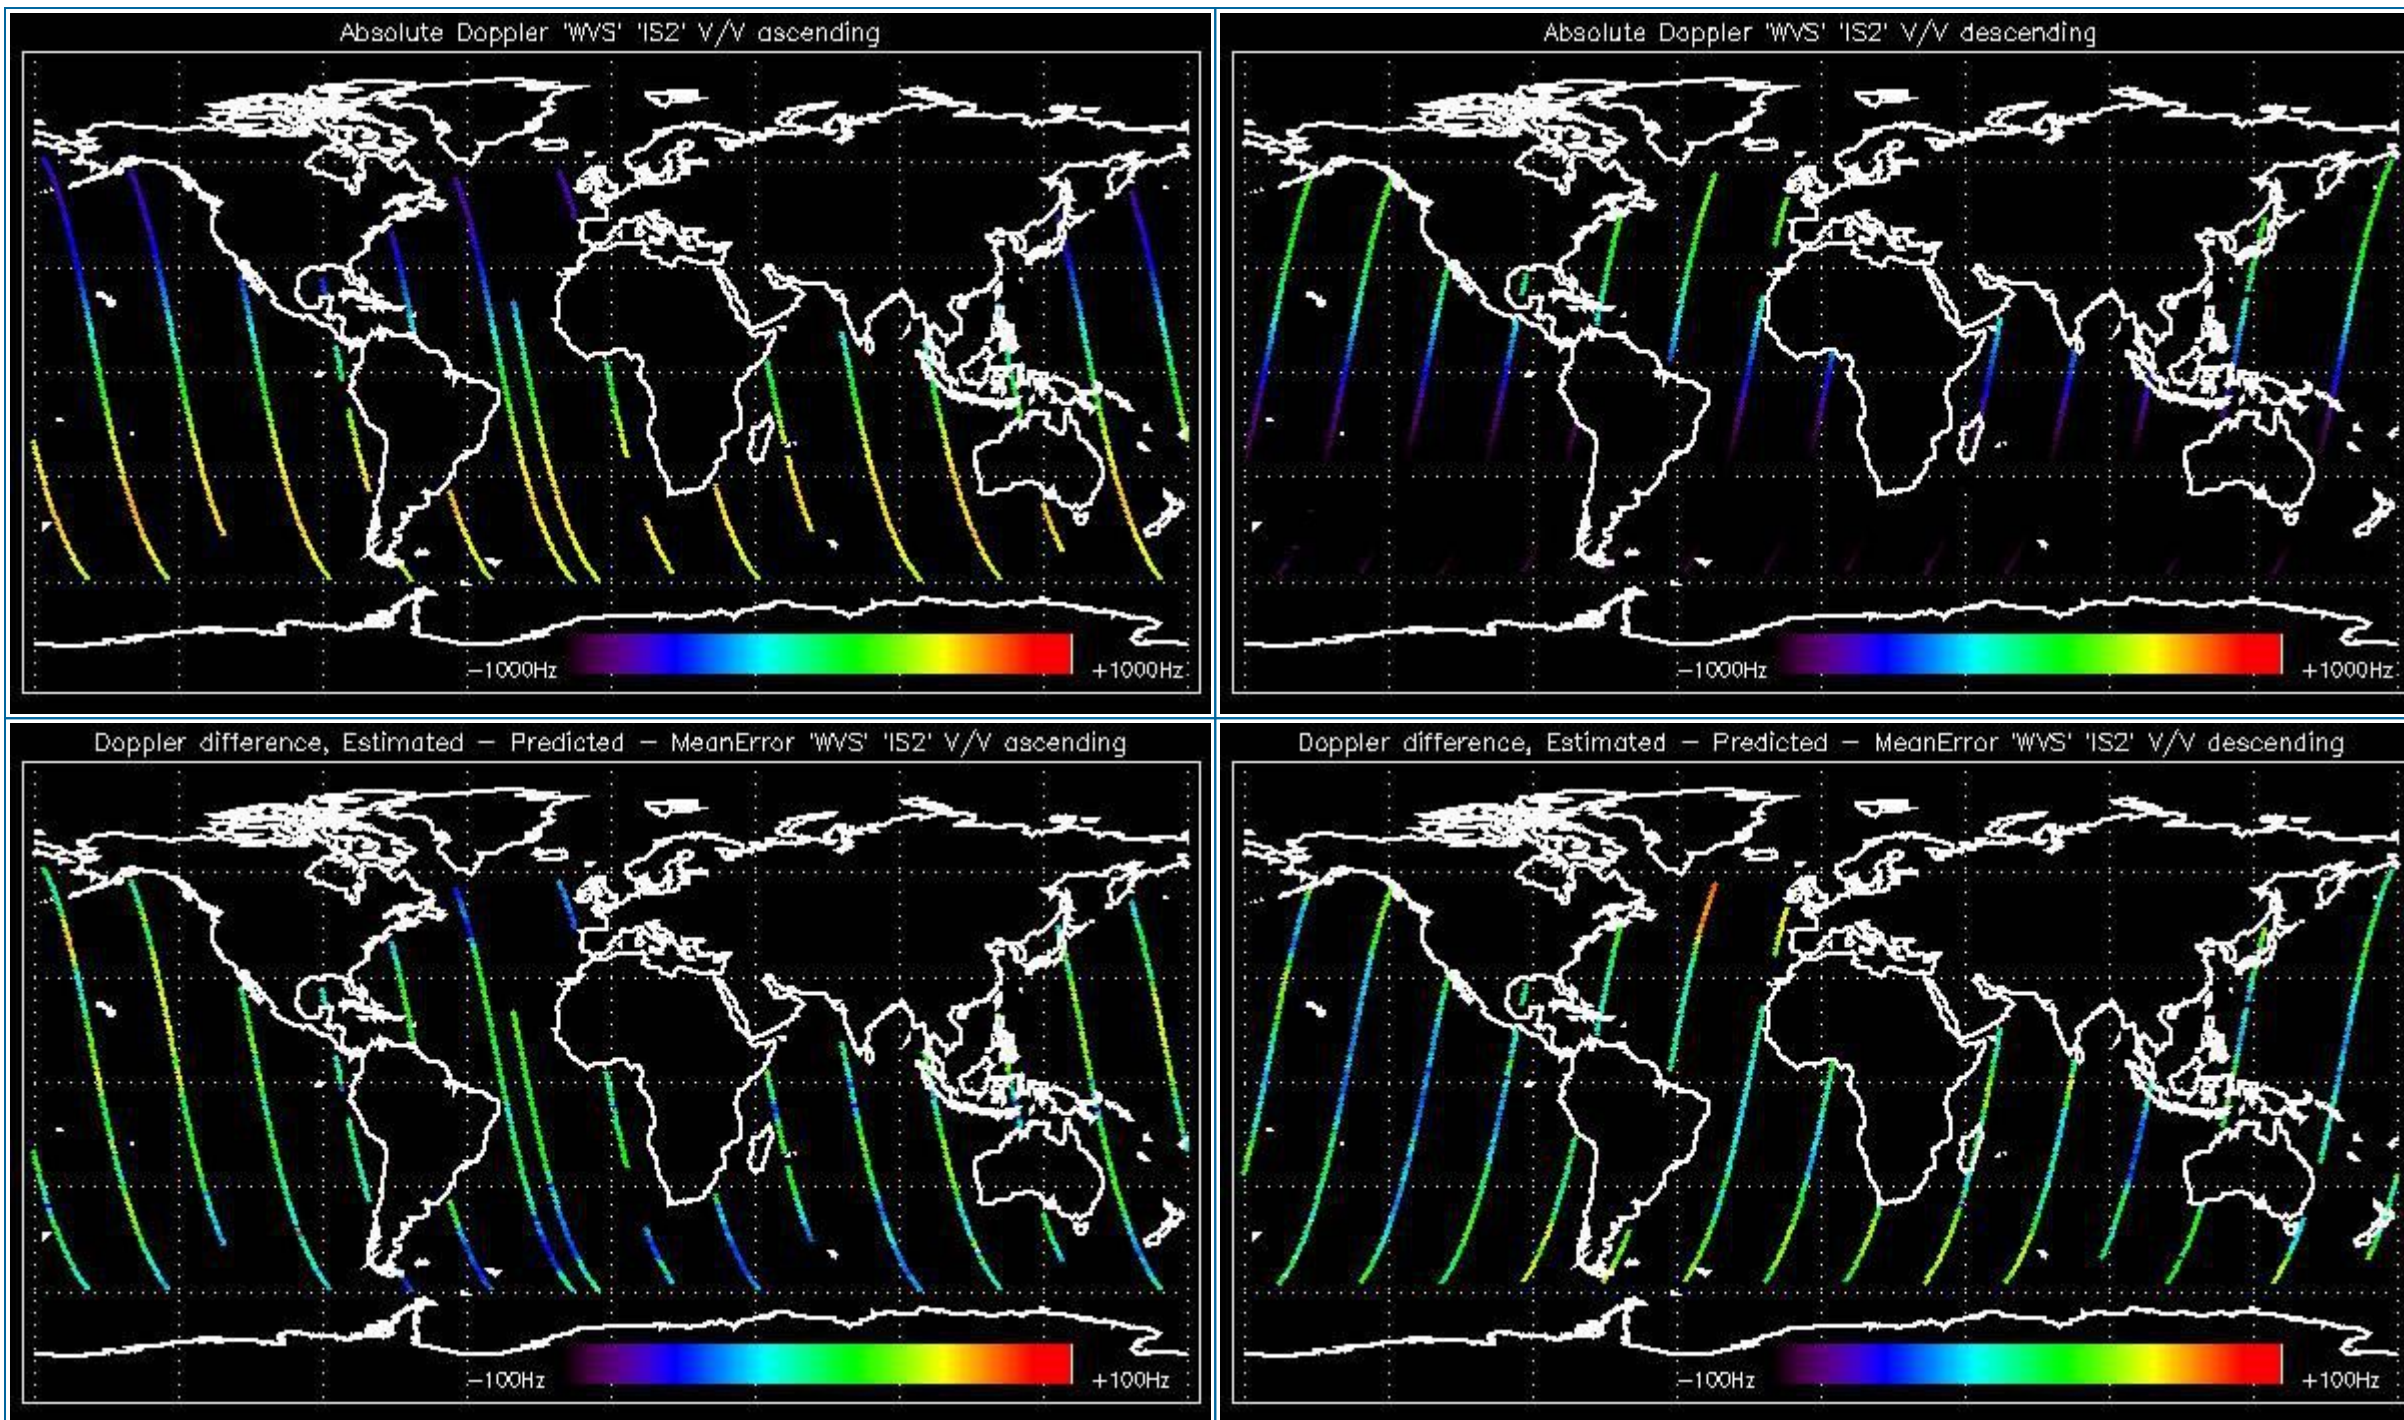 Absolute Doppler 'WVS' 'IS2' V/V ascending
-1000Hz
+1000Hz
Absolute Doppler 'WVS' 'IS2' V/V descending
-1000Hz
+1000Hz
Doppler difference, Estimated - Predicted - MeanError 'WVS' 'IS2' V/V ascending
-100Hz
+100Hz
Doppler difference, Estimated - Predicted - MeanError 'WVS' 'IS2' V/V descending
-100Hz
+100Hz